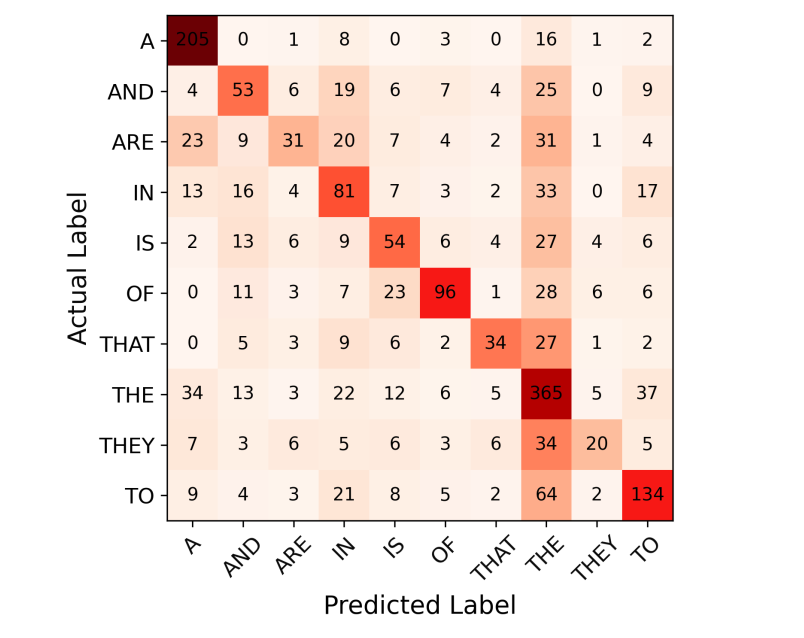 A 205 0 1 8 0 3 0 16 1 2
AND 4 53 6 19 6 7 4 25 0 9
ARE 23 9 31 20 7 4 2 31 1 4
IN 13 16 4 81 7 3 2 33 0 17
IS 2 13 6 9 54 6 4 27 4 6
OF 0 11 3 7 23 96 1 28 6 6
THAT 0 5 3 9 6 2 34 27 1 2
THE 34 13 3 22 12 6 5 365 5 37
THEY 7 3 6 5 6 3 6 34 20 5
TO 9 4 3 21 8 5 2 64 2 134
A AND ARE IN IS OF THAT THE THEY TO
Predicted Label
Actual Label